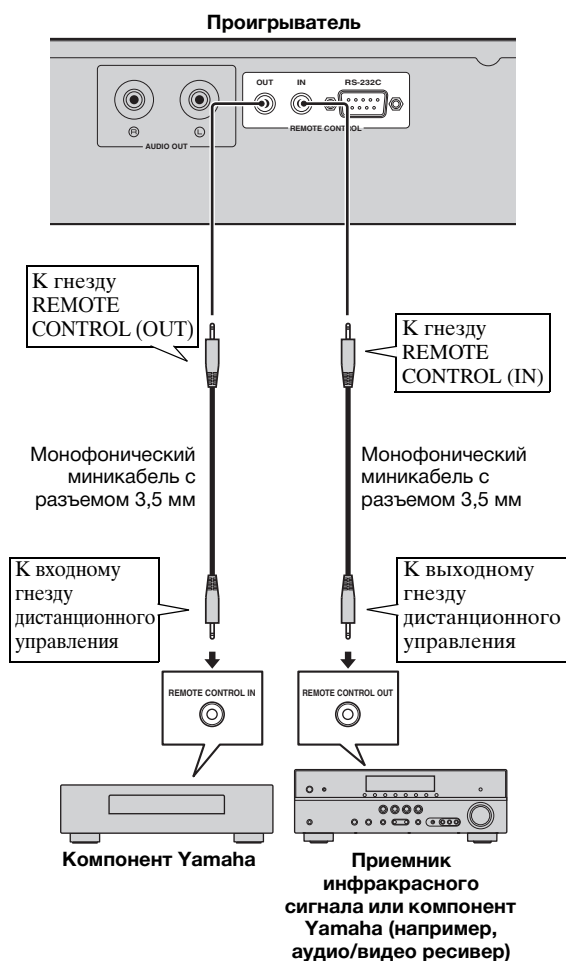 Проигрыватель
OUT
IN
RS-232C
R
L
AUDIO OUT
REMOTE CONTROL
К гнезду
REMOTE
CONTROL (OUT)
К гнезду
REMOTE
CONTROL (IN)
Монофонический
миникабель с
разъемом 3,5 мм
Монофонический
миникабель с
разъемом 3,5 мм
К входному
гнезду
дистанционного
управления
К выходному
гнезду
дистанционного
управления
REMOTE CONTROL IN
REMOTE CONTROL OUT
Компонент Yamaha
Приемник
инфракрасного
сигнала или компонент
Yamaha (например,
аудио/видео ресивер)